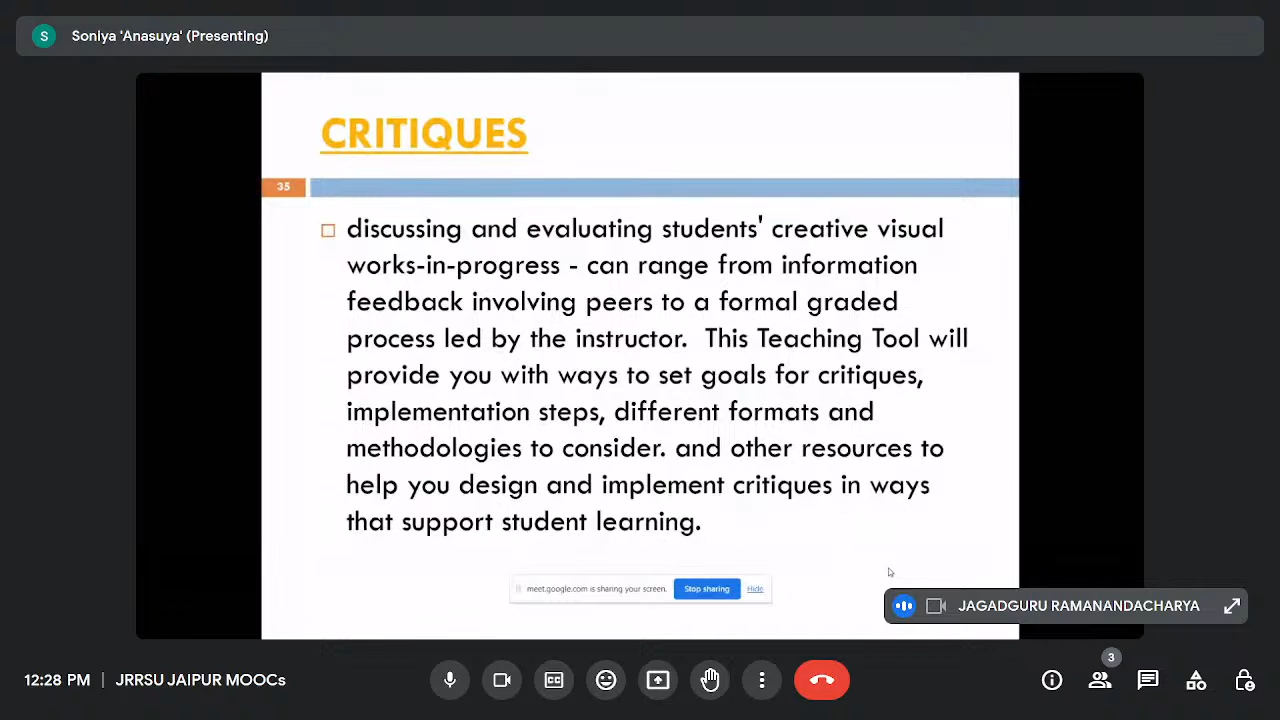 S Soniya 'Anasuya' (Presenting)
CRITIQUES
35
discussing and evaluating students' creative visual
works-in-progress - can range from information
feedback involving peers to a formal graded
process led by the instructor. This Teaching Tool will
provide you with ways to set goals for critiques,
implementation steps, different formats and
methodologies to consider. and other resources to
help you design and implement critiques in ways
that support student learning.
meet.google.com is sharing your screen. Stop sharing Hide
JAGADGURU RAMANANDACHARYA
12:28 PM | JRRSU JAIPUR MOOCs
3